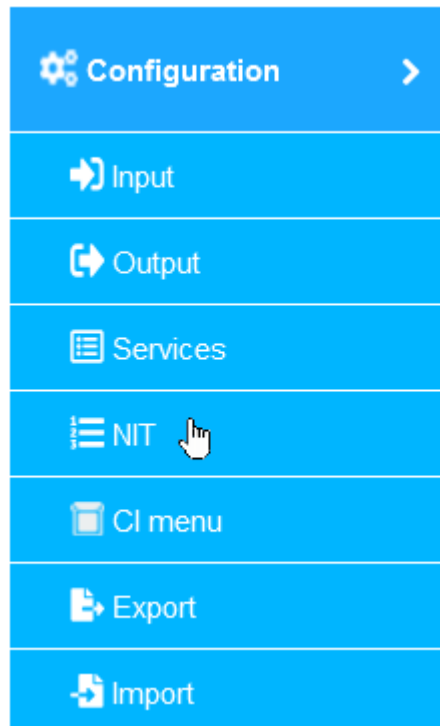 Configuration
Input
Output
Services
NIT
CI menu
Export
Import